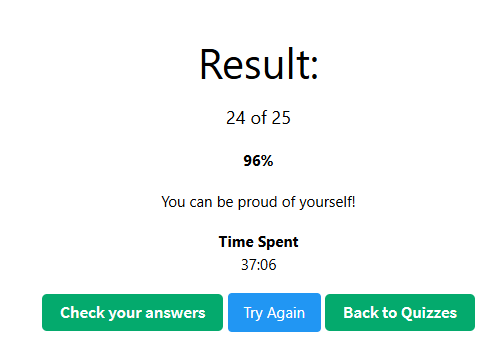 Result:
24 of 25
96%
You can be proud of yourself!
Time Spent
37:06
Check your answers Try Again Back to Quizzes